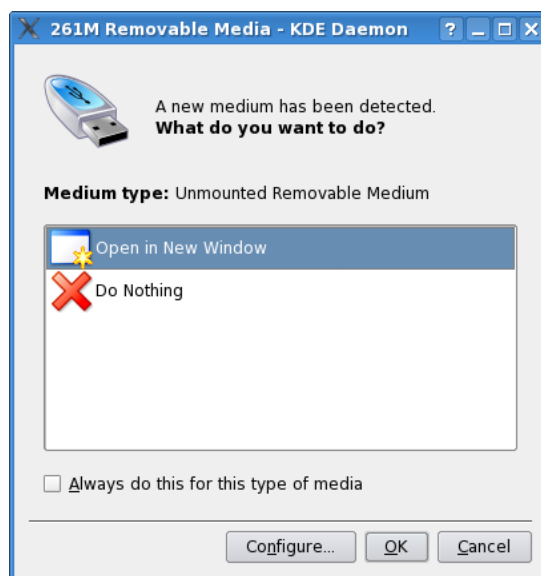 261M Removable Media - KDE Daemon
A new medium has been detected.
What do you want to do?
Medium type: Unmounted Removable Medium
Open in New Window
Do Nothing
Always do this for this type of media
Configure... OK Cancel